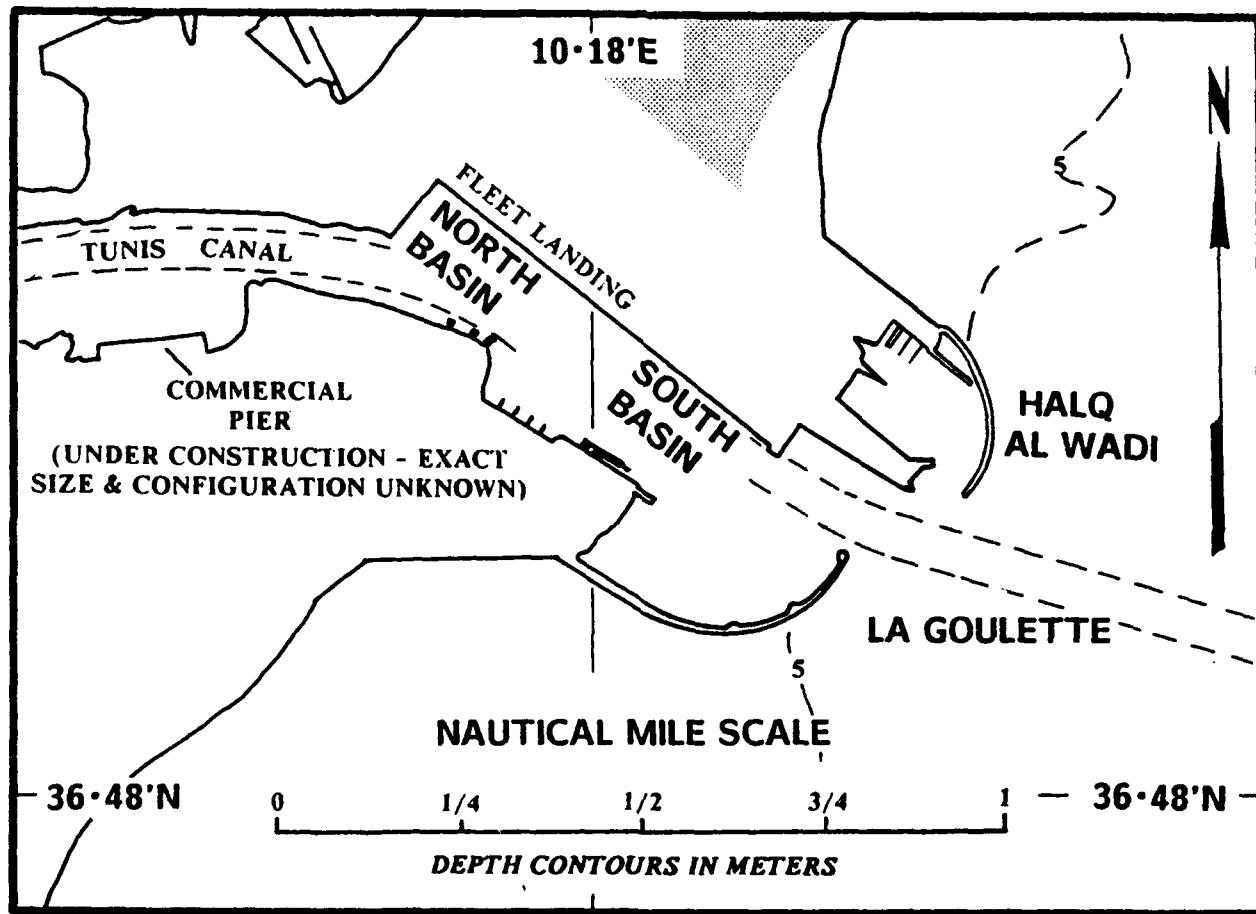 10·18'E
N
5
FLEET LANDING
NORTH
BASIN
TUNIS CANAL
COMMERCIAL
PIER
(UNDER CONSTRUCTION - EXACT
SIZE & CONFIGURATION UNKNOWN)
SOUTH
BASIN
HALQ
AL WADI
LA GOULETTE
5
NAUTICAL MILE SCALE
36·48'N
36·48'N
0 1/4 1/2 3/4 1
DEPTH CONTOURS IN METERS